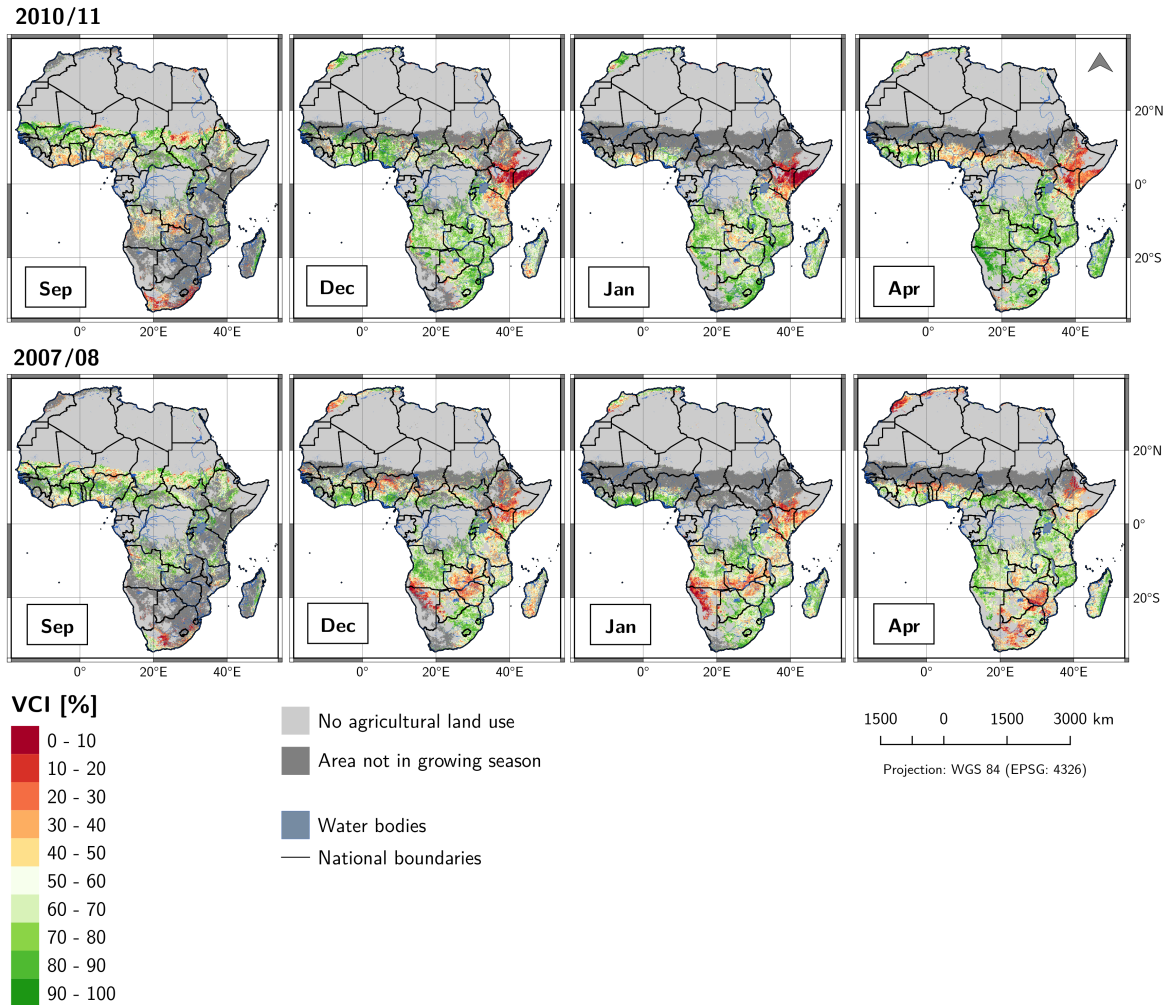 2010/11
Sep
Dec
Jan
Apr
20°N
0°
20°S
0° 20°E 40°E
0° 20°E 40°E
0° 20°E 40°E
0° 20°E 40°E
2007/08
Sep
Dec
Jan
Apr
20°N
0°
20°S
0° 20°E 40°E
0° 20°E 40°E
0° 20°E 40°E
0° 20°E 40°E
VCI [%]
0 - 10
10 - 20
20 - 30
30 - 40
40 - 50
50 - 60
60 - 70
70 - 80
80 - 90
90 - 100
No agricultural land use
Area not in growing season
Water bodies
National boundaries
1500 0 1500 3000 km
Projection: WGS 84 (EPSG: 4326)